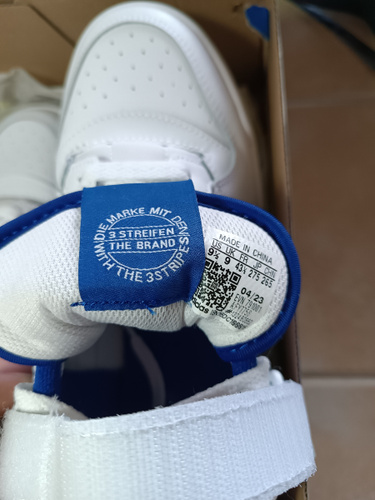 DIE MARKE MIT DEN
3 STREIFEN
THE BRAND
WITH THE 3 STRIPES
MADE IN CHINA
US UK FR JP CHN
9½ 9 43⅓ 275 265
04/23